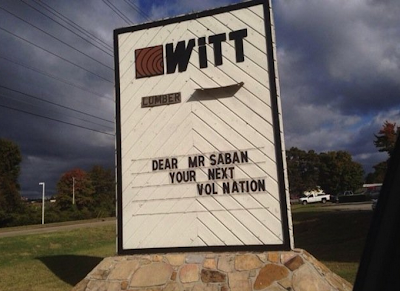 WiTT
LUMBER
DEAR MR SABAN
YOUR NEXT
VOL NATION